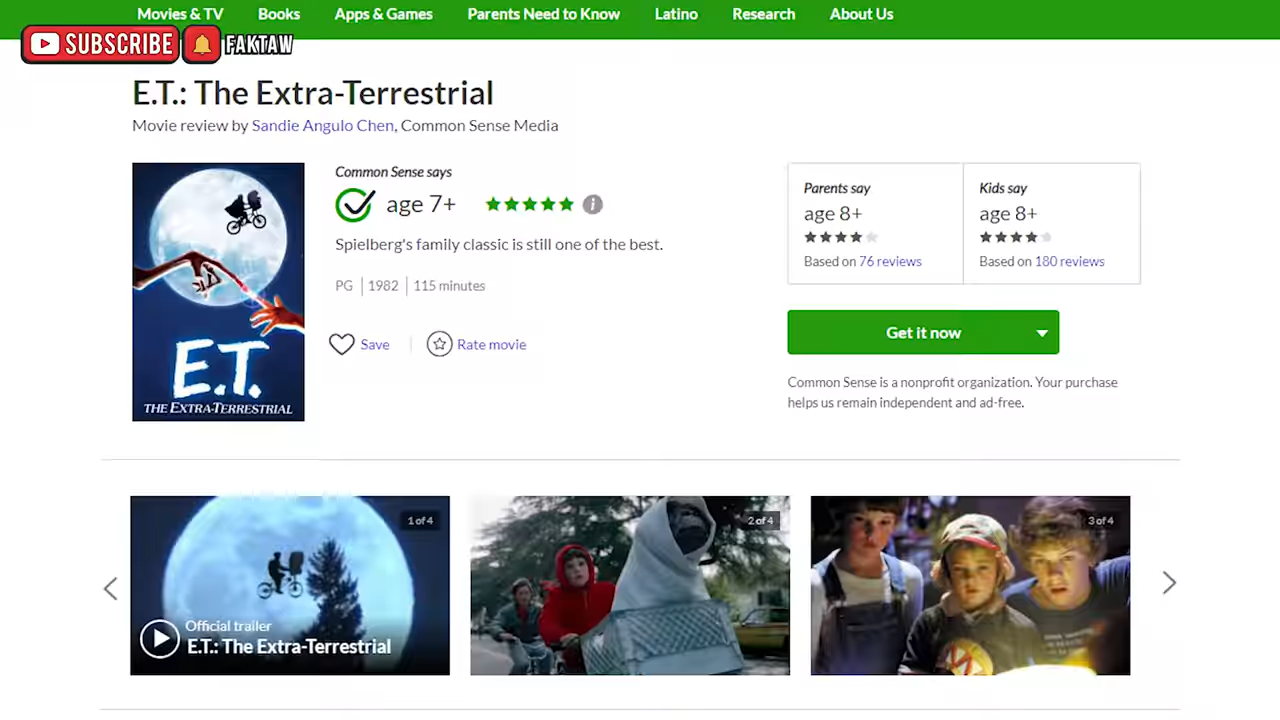 Movies & TV Books Apps & Games Parents Need to Know Latino Research About Us
SUBSCRIBE FAKTAW
E.T.: The Extra-Terrestrial
Movie review by Sandie Angulo Chen, Common Sense Media
Common Sense says
age 7+
Spielberg's family classic is still one of the best.
PG 1982 115 minutes
Save Rate movie
E.T.
THE EXTRA-TERRESTRIAL
Parents say
age 8+
Based on 76 reviews
Kids say
age 8+
Based on 180 reviews
Get it now
Common Sense is a nonprofit organization. Your purchase
helps us remain independent and ad-free.
1 of 4
Official trailer
E.T.: The Extra-Terrestrial
2 of 4
3 of 4